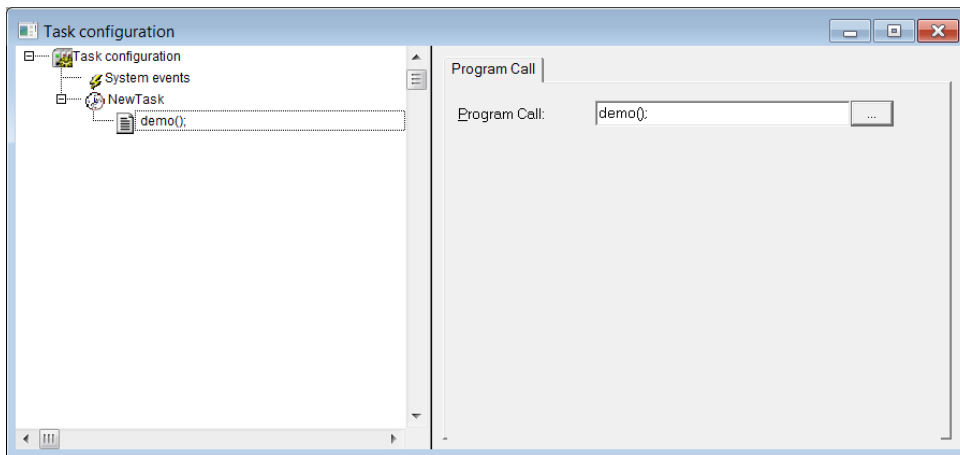 Task configuration
Task configuration
System events
NewTask
demo();
Program Call
Program Call: demo(); ...